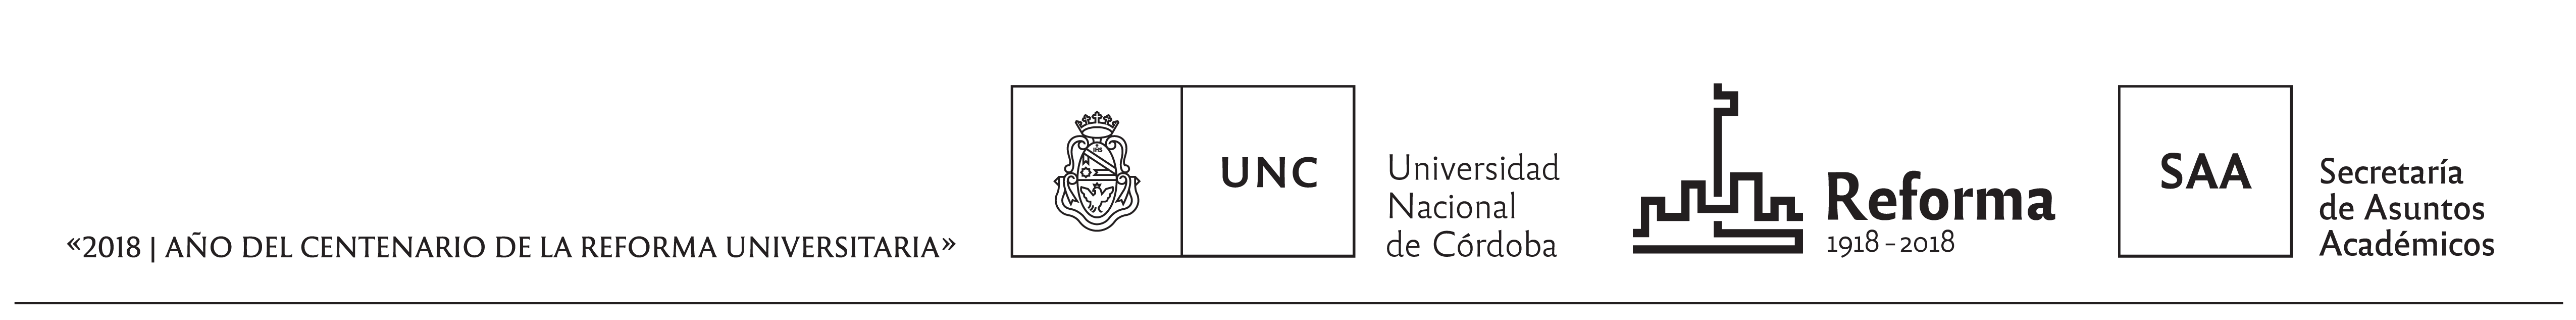 «2018 | AÑO DEL CENTENARIO DE LA REFORMA UNIVERSITARIA»
IHS
UNC
Universidad
Nacional
de Córdoba
Reforma
1918-2018
SAA
Secretaría
de Asuntos
Académicos